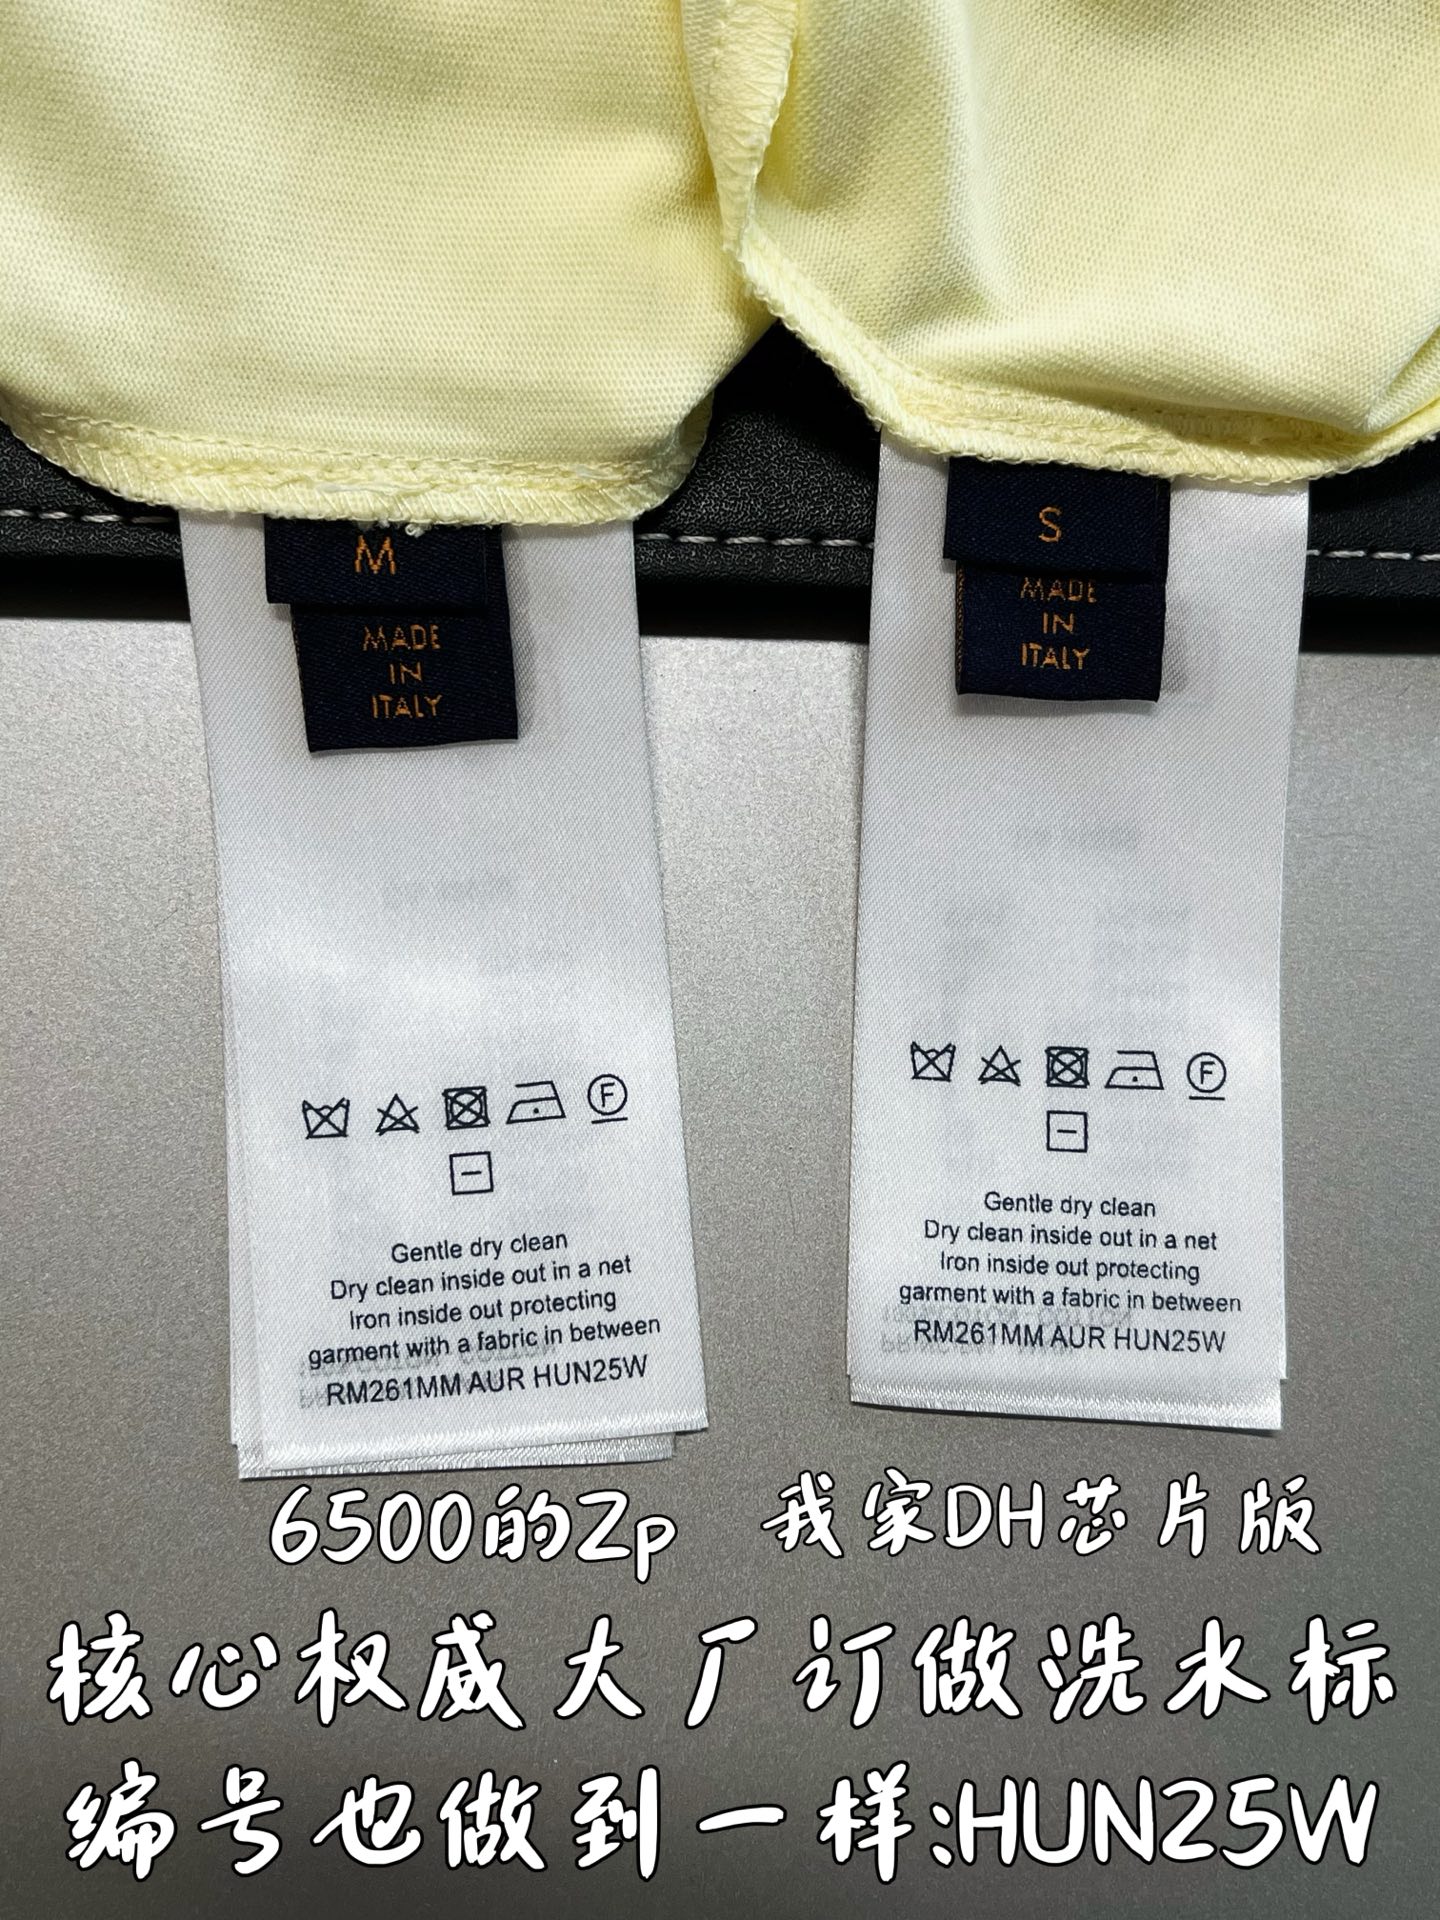 M
MADE
IN
ITALY
Gentle dry clean
Dry clean inside out in a net
Iron inside out protecting
garment with a fabric in between
RM261MM AUR HUN25W
S
MADE
IN
ITALY
Gentle dry clean
Dry clean inside out in a net
Iron inside out protecting
garment with a fabric in between
RM261MM AUR HUN25W
6500的Zp
我家DH芯片版
核心权威大厂订做洗水标
编号也做到一样:HUN25W